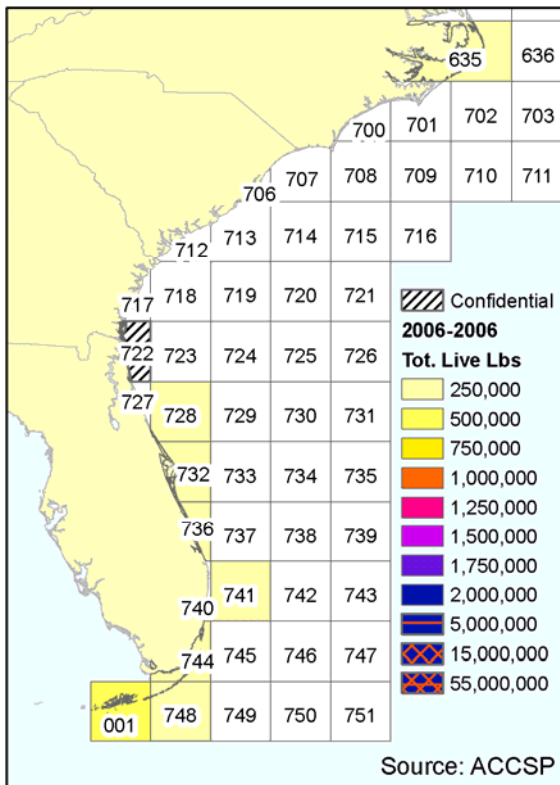 635 636
700 701 702 703
706 707 708 709 710 711
712 713 714 715 716
717 718 719 720 721
722 723 724 725 726
727 728 729 730 731
732 733 734 735
736 737 738 739
740 741 742 743
744 745 746 747
001 748 749 750 751
Confidential
2006-2006
Tot. Live Lbs
250,000
500,000
750,000
1,000,000
1,250,000
1,500,000
1,750,000
2,000,000
5,000,000
15,000,000
55,000,000
Source: ACCSP